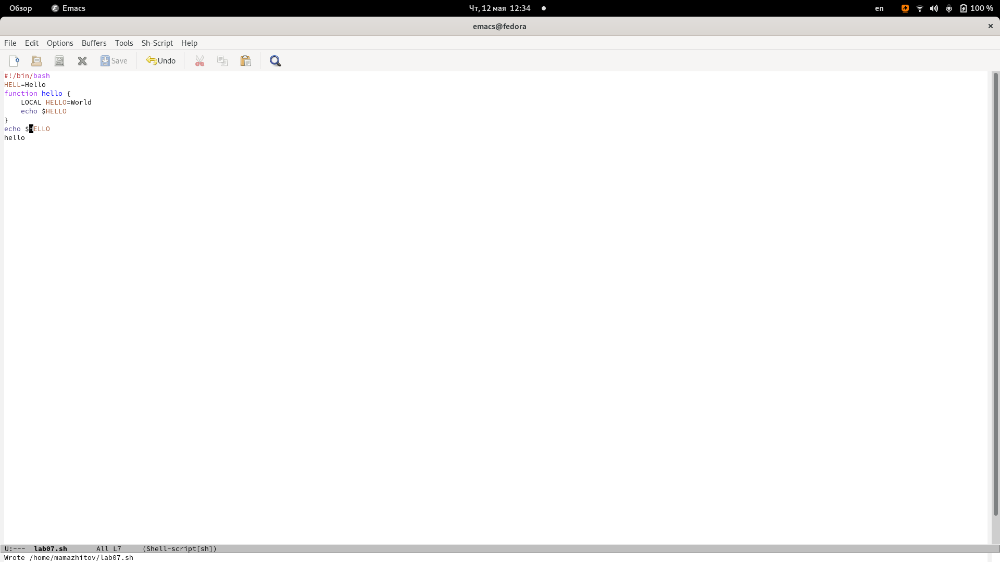 Обзор Emacs Чт, 12 мая 12:34 en 100 %
emacs@fedora
File Edit Options Buffers Tools Sh-Script Help
Save Undo
#!/bin/bash
HELL=Hello
function hello {
    LOCAL HELLO=World
    echo $HELLO
}
echo $HELLO
hello
U:--- lab07.sh All L7 (Shell-script[sh])
Wrote /home/mamazhitov/lab07.sh